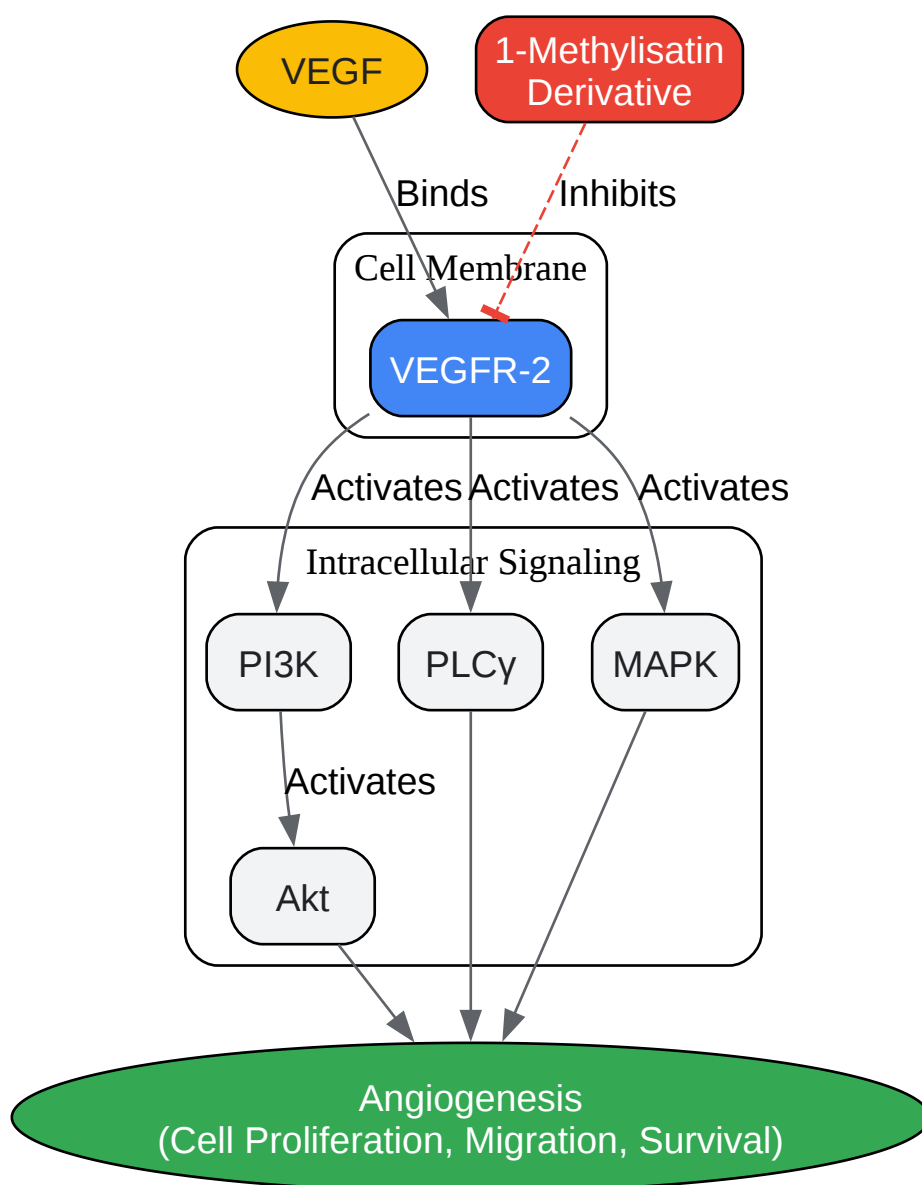 VEGF
1-Methylisatin
Derivative
Binds
Inhibits
Cell Membrane
VEGFR-2
Activates
Activates
Activates
Intracellular Signaling
PI3K
PLCγ
MAPK
Activates
Akt
Angiogenesis
(Cell Proliferation, Migration, Survival)